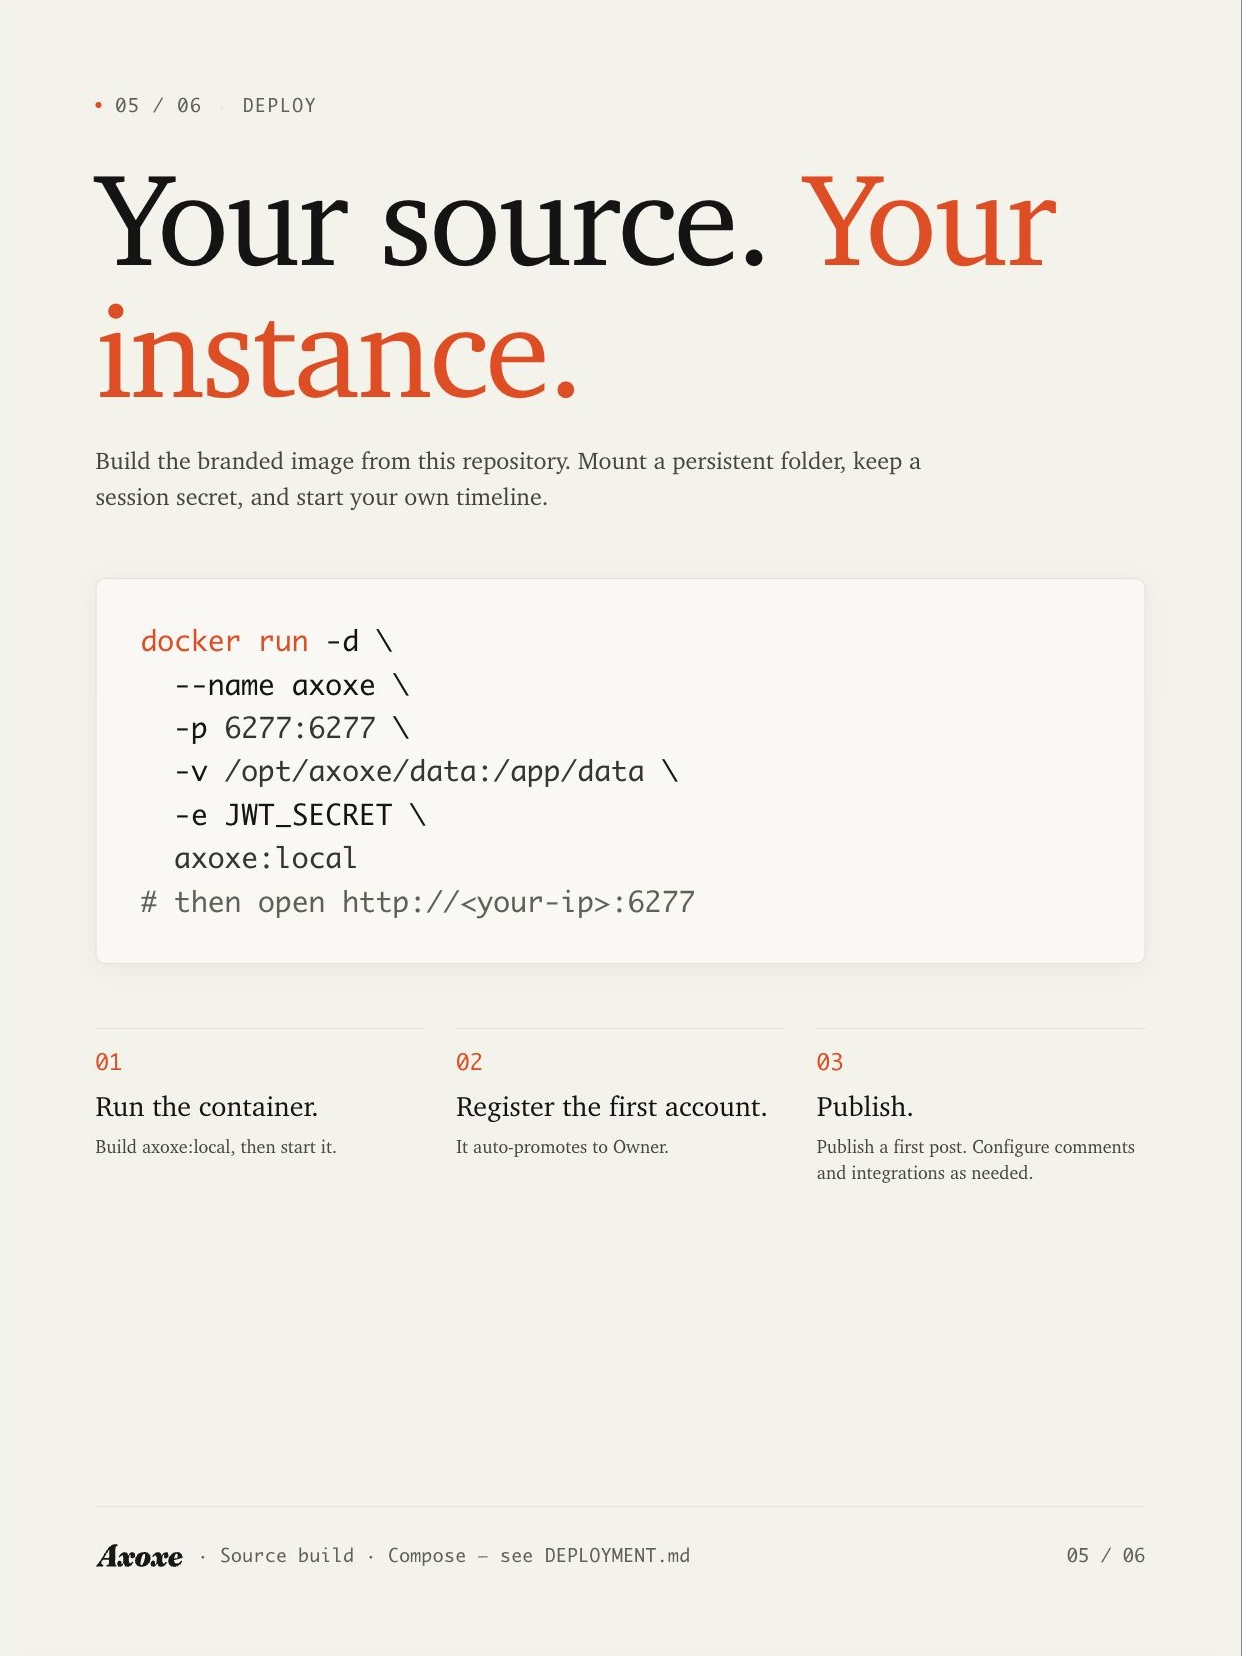 • 05 / 06 · DEPLOY
Your source. Your
instance.
Build the branded image from this repository. Mount a persistent folder, keep a
session secret, and start your own timeline.
docker run -d \
  --name axoxe \
  -p 6277:6277 \
  -v /opt/axoxe/data:/app/data \
  -e JWT_SECRET \
  axoxe:local
# then open http://<your-ip>:6277
01
Run the container.
Build axoxe:local, then start it.
02
Register the first account.
It auto-promotes to Owner.
03
Publish.
Publish a first post. Configure comments
and integrations as needed.
Axoxe · Source build · Compose — see DEPLOYMENT.md
05 / 06